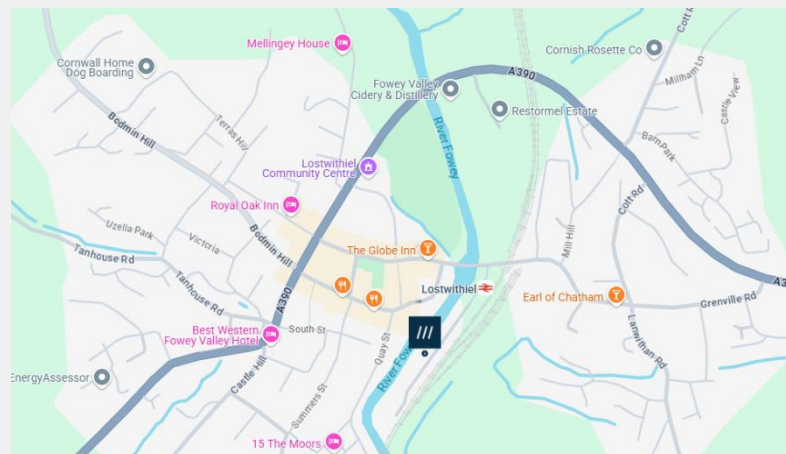 Mellingey House
Cornwall Home
Dog Boarding
Cornish Rosette Co
Cott Rd
A390
Millham Ln
Castle View
Fowey Valley
Cidery & Distillery
Restormel Estate
Bodmin Hill
Terras Hill
River Fowey
BarnPark
Lostwithiel
Community Centre
Cott Rd
Royal Oak Inn
Uzella Park
Victoria
Bodmin Hill
The Globe Inn
Mill Hill
Tanhouse Rd
Tanhouse Rd
A390
Lostwithiel
Earl of Chatham
Grenville Rd
A3
Best Western
Fowey Valley Hotel
South St
Quay St
Lanwithan Rd
EnergyAssessor
Castle Hill
Summers St
River Fowe
15 The Moors